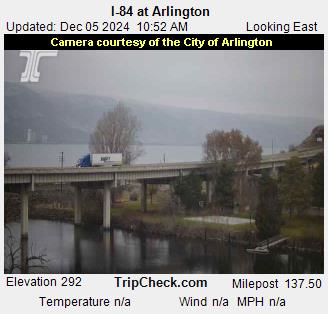 I-84 at Arlington
Updated: Dec 05 2024 10:52 AM Looking East
Camera courtesy of the City of Arlington
Elevation 292 TripCheck.com Milepost 137.50
Temperature n/a Wind n/a MPH n/a